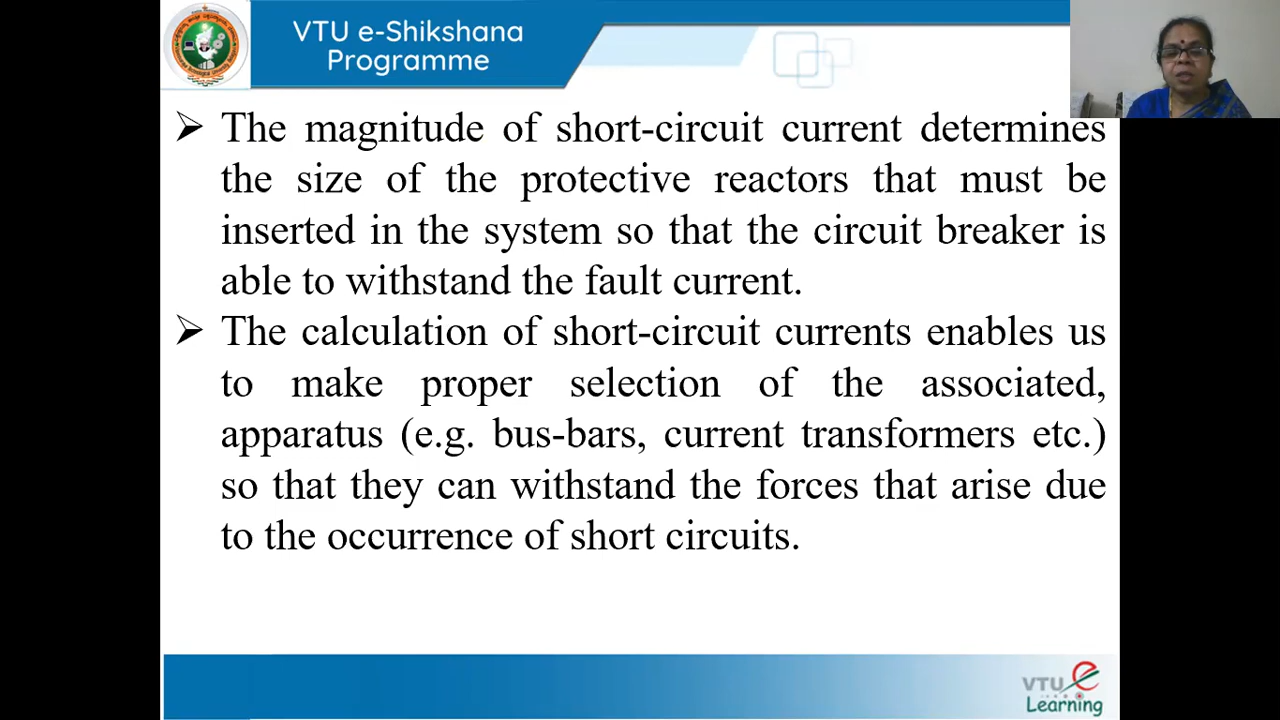 VTU e-Shikshana
Programme
➢ The magnitude of short-circuit current determines
the size of the protective reactors that must be
inserted in the system so that the circuit breaker is
able to withstand the fault current.
➢ The calculation of short-circuit currents enables us
to make proper selection of the associated,
apparatus (e.g. bus-bars, current transformers etc.)
so that they can withstand the forces that arise due
to the occurrence of short circuits.
VTU e
Learning